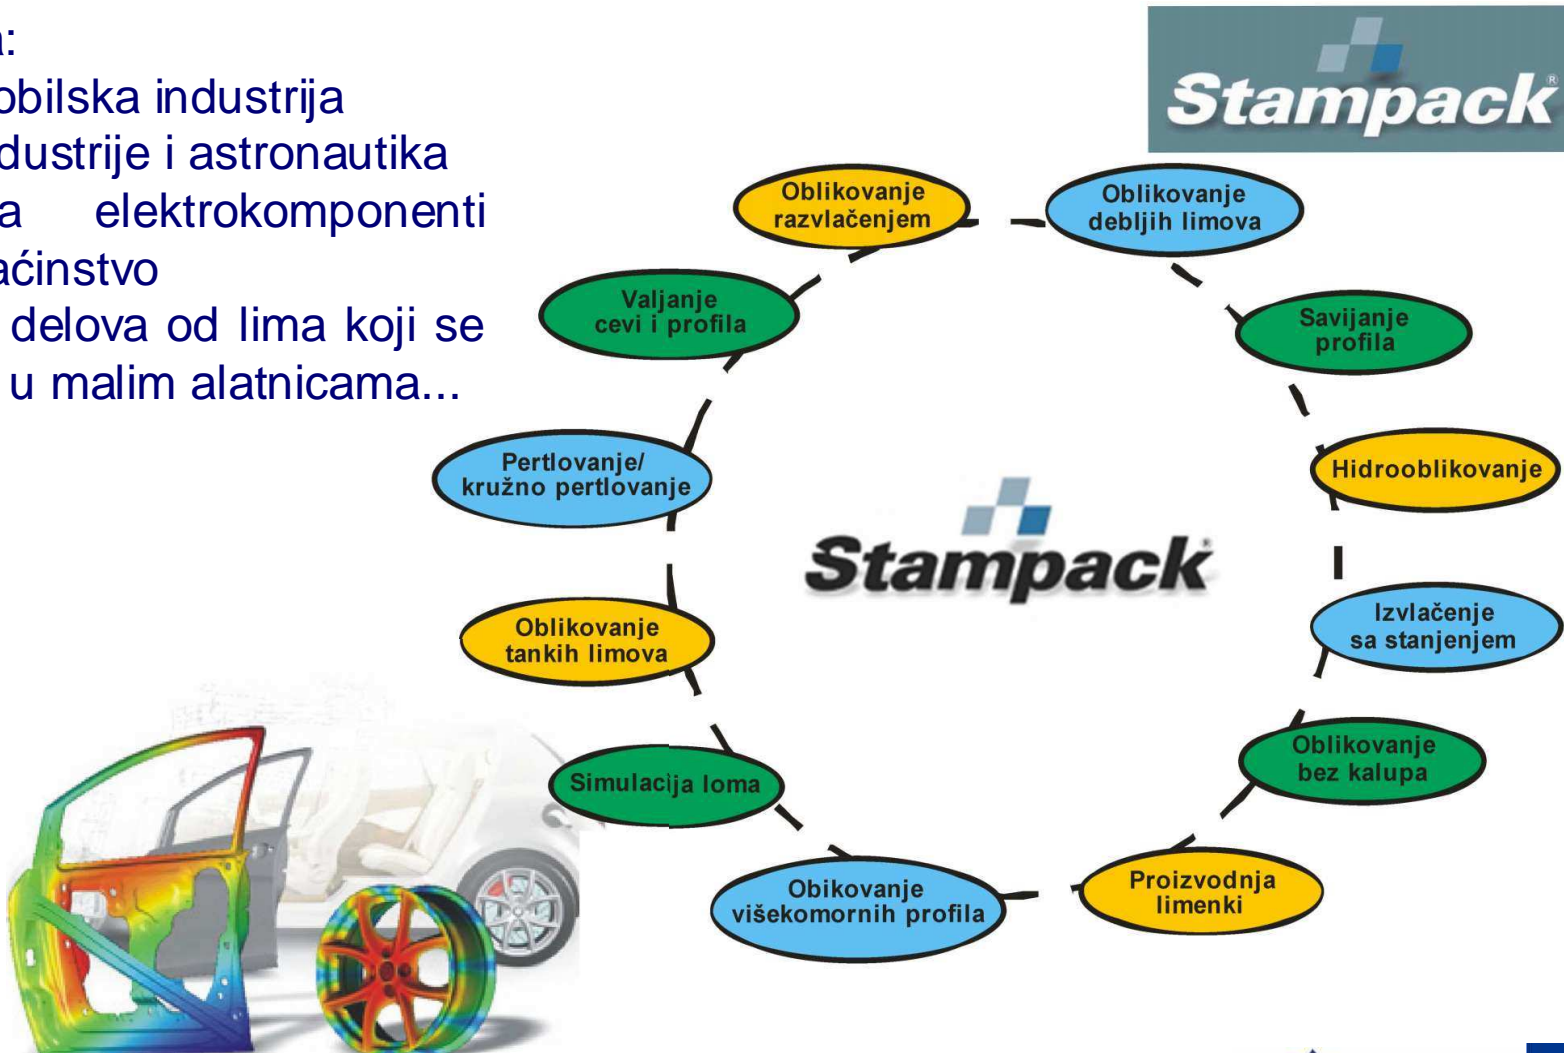 a:
obilska industrija
dustrije i astronautika
a elektrokomponenti
aćinstvo
delova od lima koji se
u malim alatnicama...
Stampack®
Oblikovanje
razvlačenjem
Oblikovanje
debljih limova
Valjanje
cevi i profila
Savijanje
profila
Pertlovanje/
kružno pertlovanje
Hidrooblikovanje
Stampack®
Oblikovanje
tankih limova
Izvlačenje
sa stanjenjem
Simulacija loma
Oblikovanje
bez kalupa
Obikovanje
višekomornih profila
Proizvodnja
limenki